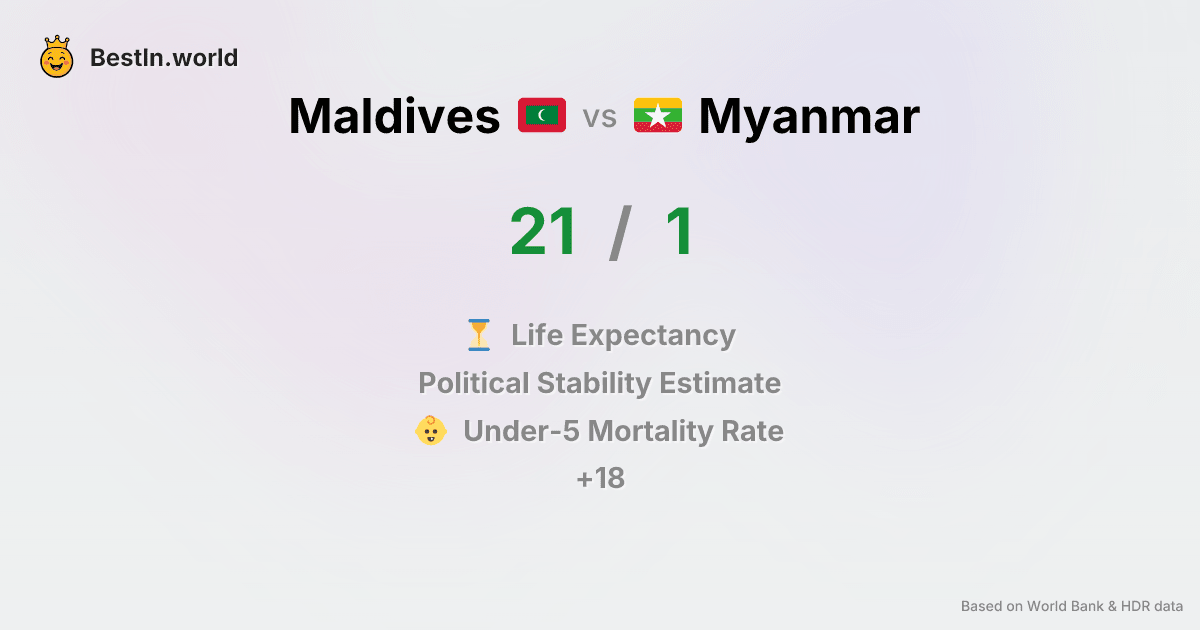 BestIn.world
Maldives vs Myanmar
21 / 1
Life Expectancy
Political Stability Estimate
Under-5 Mortality Rate
+18
Based on World Bank & HDR data